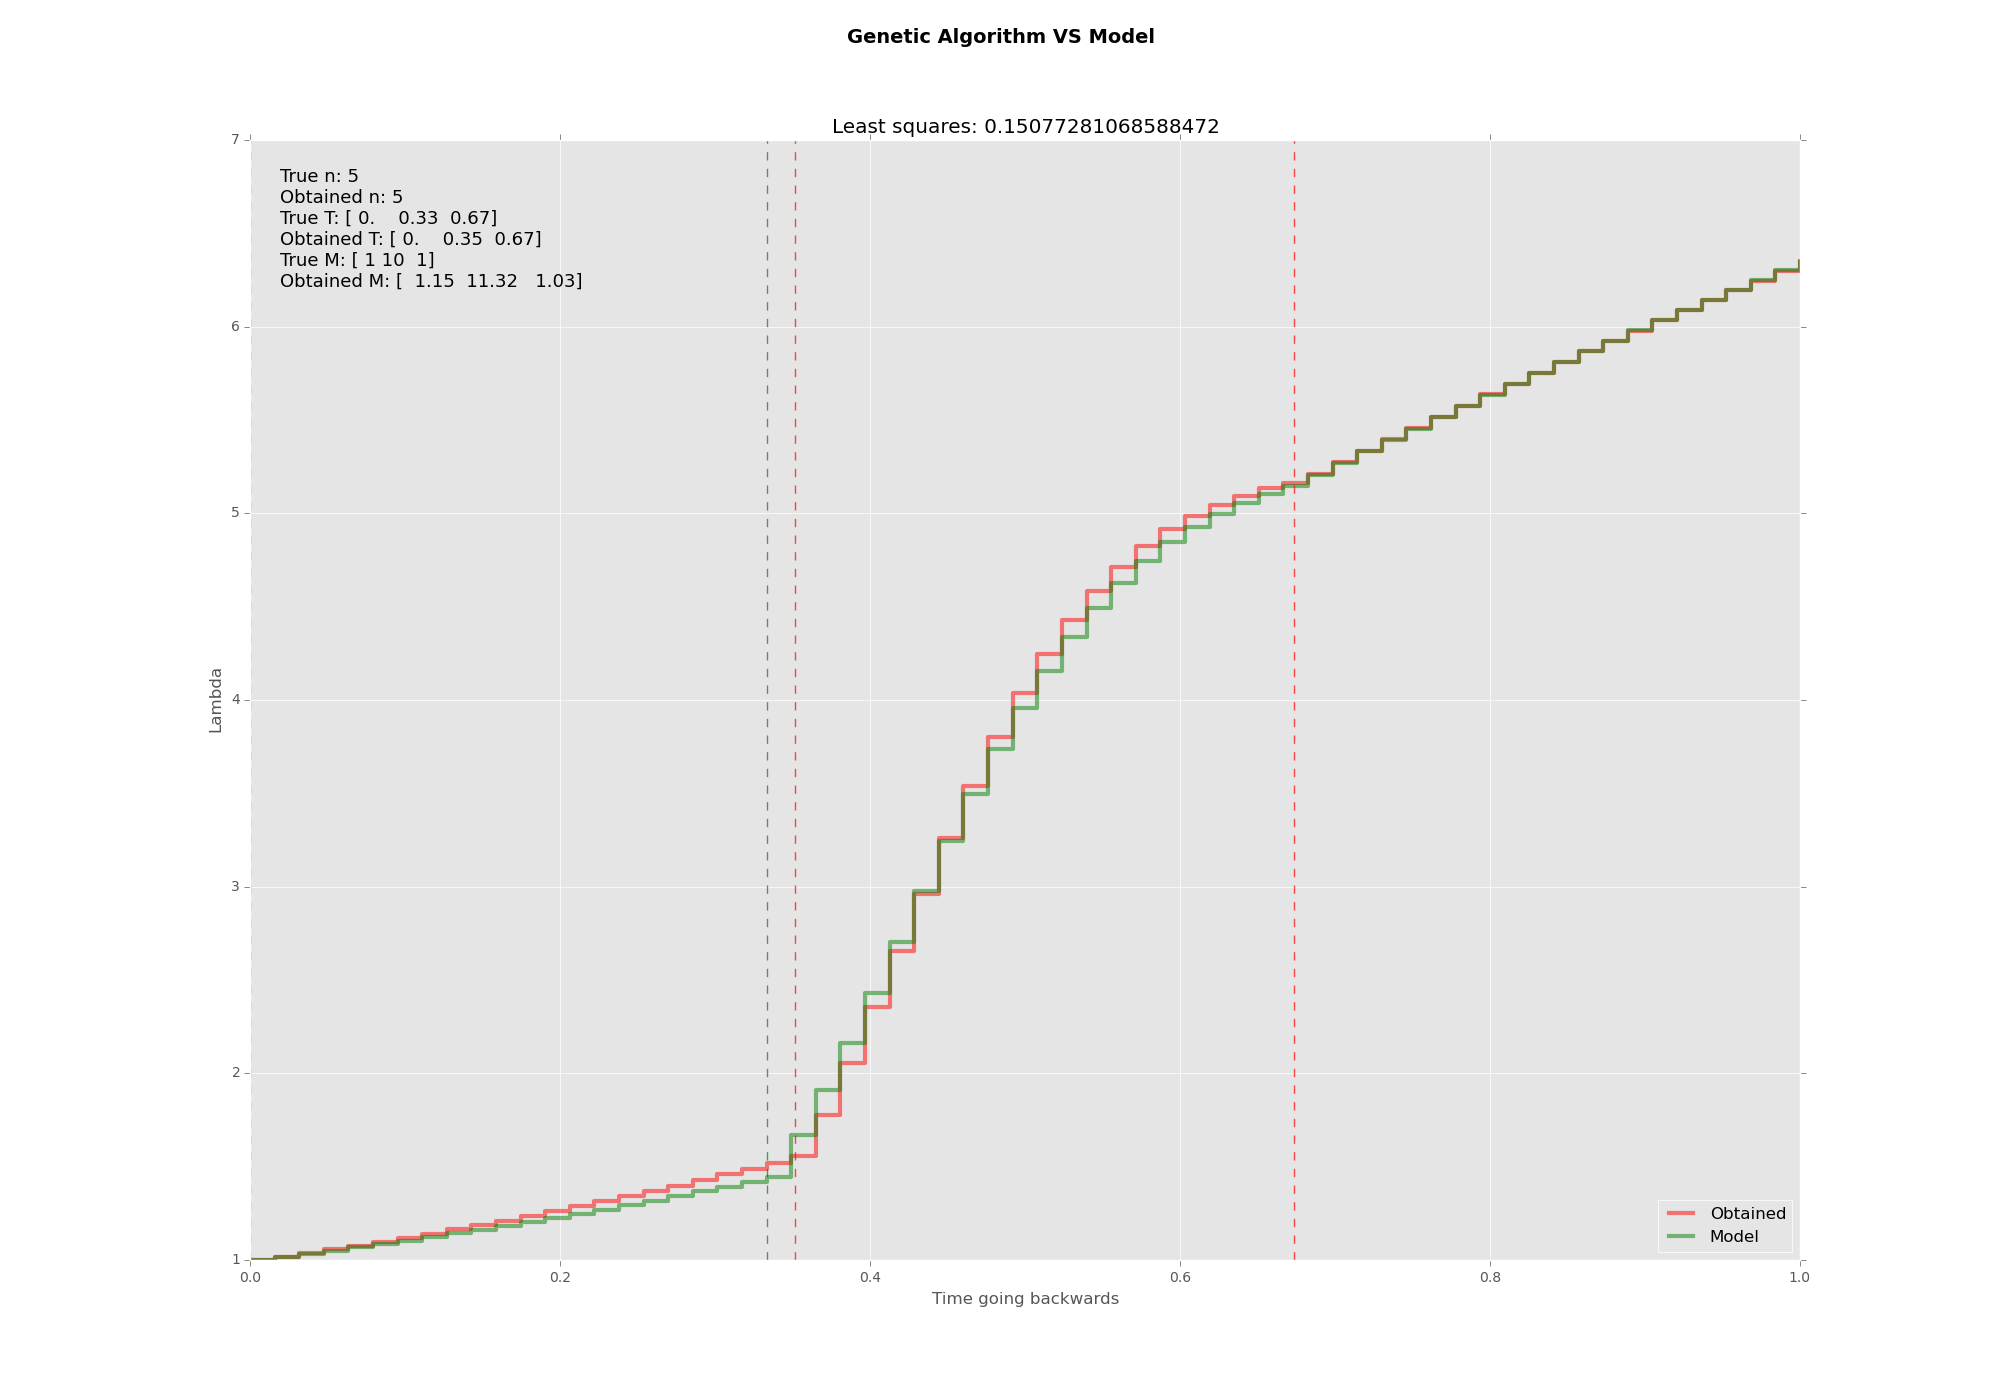 Genetic Algorithm VS Model
Least squares: 0.15077281068588472
7
True n: 5
Obtained n: 5
True T: [ 0.    0.33  0.67]
Obtained T: [ 0.    0.35  0.67]
True M: [ 1 10  1]
Obtained M: [  1.15  11.32   1.03]
6
5
4
Lambda
3
2
1
Obtained
Model
0.0 0.2 0.4 0.6 0.8 1.0
Time going backwards